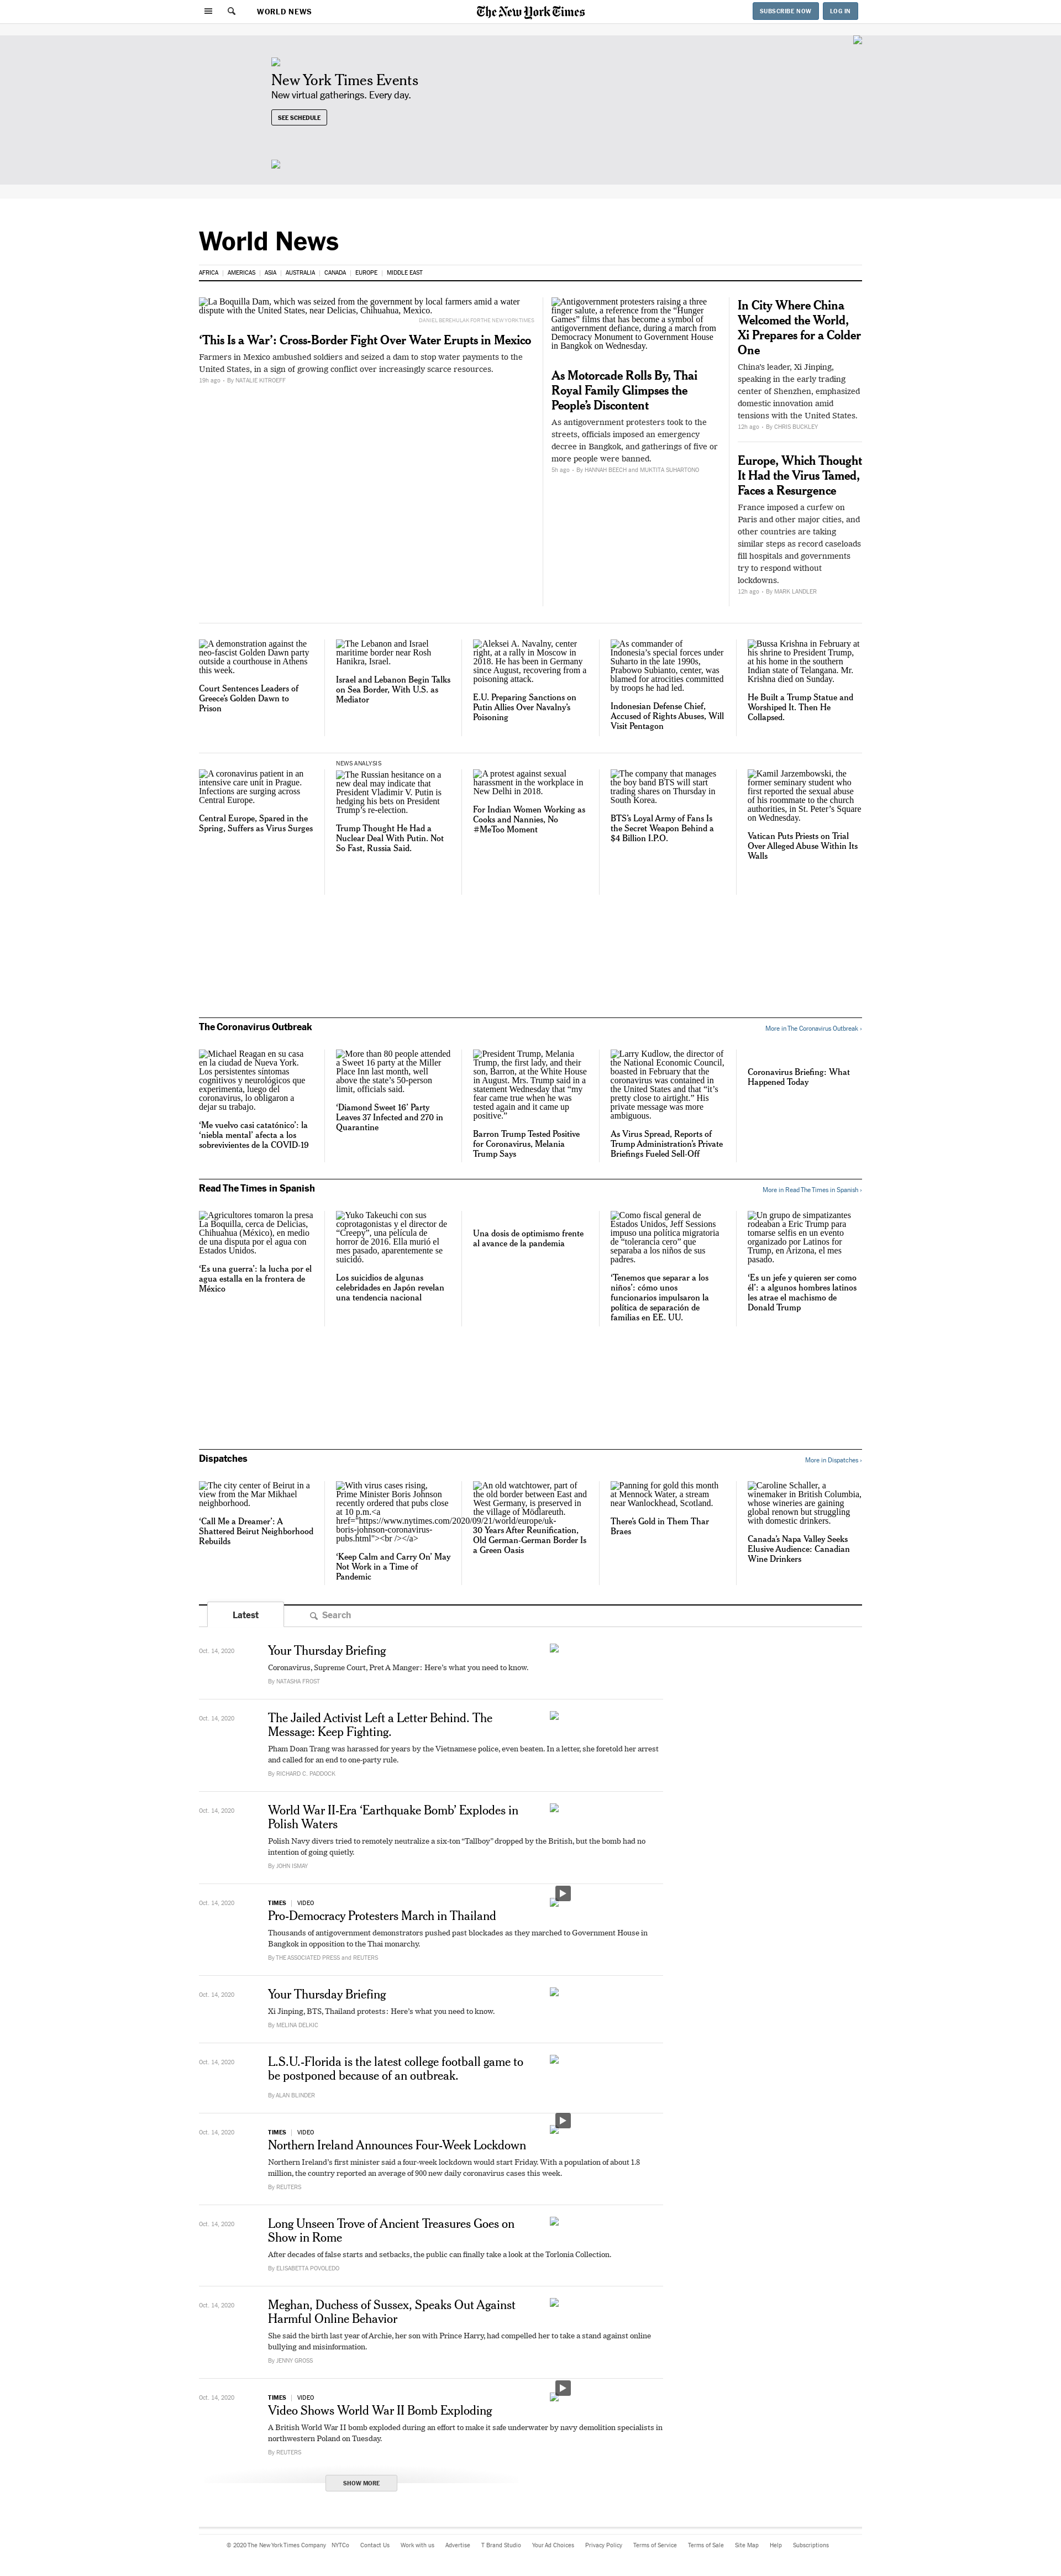 WORLD NEWS
The New York Times
SUBSCRIBE NOW
LOG IN
New York Times Events
New virtual gatherings. Every day.
SEE SCHEDULE
World News
AFRICA | AMERICAS | ASIA | AUSTRALIA | CANADA | EUROPE | MIDDLE EAST
La Boquilla Dam, which was seized from the government by local farmers amid a water
dispute with the United States, near Delicias, Chihuahua, Mexico.
DANIEL BEREHULAK FOR THE NEW YORK TIMES
‘This Is a War’: Cross-Border Fight Over Water Erupts in Mexico
Farmers in Mexico ambushed soldiers and seized a dam to stop water payments to the
United States, in a sign of growing conflict over increasingly scarce resources.
19h ago • By NATALIE KITROEFF
Antigovernment protesters raising a three
finger salute, a reference from the “Hunger
Games” films that has become a symbol of
antigovernment defiance, during a march from
Democracy Monument to Government House
in Bangkok on Wednesday.
As Motorcade Rolls By, Thai
Royal Family Glimpses the
People’s Discontent
As antigovernment protesters took to the
streets, officials imposed an emergency
decree in Bangkok, and gatherings of five or
more people were banned.
5h ago • By HANNAH BEECH and MUKTITA SUHARTONO
In City Where China
Welcomed the World,
Xi Prepares for a Colder
One
China’s leader, Xi Jinping,
speaking in the early trading
center of Shenzhen, emphasized
domestic innovation amid
tensions with the United States.
12h ago • By CHRIS BUCKLEY
Europe, Which Thought
It Had the Virus Tamed,
Faces a Resurgence
France imposed a curfew on
Paris and other major cities, and
other countries are taking
similar steps as record caseloads
fill hospitals and governments
try to respond without
lockdowns.
12h ago • By MARK LANDLER
A demonstration against the
neo-fascist Golden Dawn party
outside a courthouse in Athens
this week.
Court Sentences Leaders of
Greece’s Golden Dawn to
Prison
The Lebanon and Israel
maritime border near Rosh
Hanikra, Israel.
Israel and Lebanon Begin Talks
on Sea Border, With U.S. as
Mediator
Aleksei A. Navalny, center
right, at a rally in Moscow in
2018. He has been in Germany
since August, recovering from a
poisoning attack.
E.U. Preparing Sanctions on
Putin Allies Over Navalny’s
Poisoning
As commander of
Indonesia’s special forces under
Suharto in the late 1990s,
Prabowo Subianto, center, was
blamed for atrocities committed
by troops he had led.
Indonesian Defense Chief,
Accused of Rights Abuses, Will
Visit Pentagon
Bussa Krishna in February at
his shrine to President Trump,
at his home in the southern
Indian state of Telangana. Mr.
Krishna died on Sunday.
He Built a Trump Statue and
Worshiped It. Then He
Collapsed.
A coronavirus patient in an
intensive care unit in Prague.
Infections are surging across
Central Europe.
Central Europe, Spared in the
Spring, Suffers as Virus Surges
NEWS ANALYSIS
The Russian hesitation on a
new deal may indicate that
President Vladimir V. Putin is
hedging his bets on President
Trump’s re-election.
Trump Thought He Had a
Nuclear Deal With Putin. Not
So Fast, Russia Said.
A protest against sexual
harassment in the workplace in
New Delhi in 2018.
For Indian Women Working as
Cooks and Nannies, No
#MeToo Moment
The company that manages
the boy band BTS will start
trading shares on Thursday in
South Korea.
BTS’s Loyal Army of Fans Is
the Secret Weapon Behind a
$4 Billion I.P.O.
Kamil Jarzembowski, the
former seminary student who
first reported the sexual abuse
of his roommate to the church
authorities, in St. Peter’s Square
on Wednesday.
Vatican Puts Priests on Trial
Over Alleged Abuse Within Its
Walls
The Coronavirus Outbreak
More in The Coronavirus Outbreak ›
Michael Reagan en su casa
en la ciudad de Nueva York.
Los persistentes síntomas
cognitivos y neurológicos que
experimenta, luego del
coronavirus, lo obligaron a
dejar su trabajo.
‘Me vuelvo casi catatónico’: la
‘niebla mental’ afecta a los
sobrevivientes de la COVID-19
More than 80 people attended
a Sweet 16 party at the Miller
Place Inn last month, well
above the state’s 50-person
limit, officials said.
‘Diamond Sweet 16’ Party
Leaves 37 Infected and 270 in
Quarantine
President Trump, Melania
Trump, the first lady, and their
son, Barron, at the White House
in August. Mrs. Trump said in a
statement Wednesday that “my
fear came true when he was
tested again and it came up
positive.”
Barron Trump Tested Positive
for Coronavirus, Melania
Trump Says
Larry Kudlow, the director of
the National Economic Council,
boasted in February that the
coronavirus was contained in
the United States and that “it’s
pretty close to airtight.” His
private message was more
ambiguous.
As Virus Spread, Reports of
Trump Administration’s Private
Briefings Fueled Sell-Off
Coronavirus Briefing: What
Happened Today
Read The Times in Spanish
More in Read The Times in Spanish ›
Agricultores tomaron la presa
La Boquilla, cerca de Delicias,
Chihuahua (México), en medio
de una disputa por el agua con
Estados Unidos.
‘Es una guerra’: la lucha por el
agua estalla en la frontera de
México
Yuko Takeuchi con sus
coprotagonistas y el director de
“Creepy”, una película de
horror de 2016. Ella murió el
mes pasado, aparentemente se
suicidó.
Los suicidios de algunas
celebridades en Japón revelan
una tendencia nacional
Una dosis de optimismo frente
al avance de la pandemia
Como fiscal general de
Estados Unidos, Jeff Sessions
impuso una política migratoria
de “tolerancia cero” que
separaba a los niños de sus
padres.
‘Tenemos que separar a los
niños’: cómo unos
funcionarios impulsaron la
política de separación de
familias en EE. UU.
Un grupo de simpatizantes
rodeaban a Eric Trump para
tomarse selfis en un evento
organizado por Latinos for
Trump, en Arizona, el mes
pasado.
‘Es un jefe y quieren ser como
él’: a algunos hombres latinos
les atrae el machismo de
Donald Trump
Dispatches
More in Dispatches ›
The city center of Beirut in a
view from the Mar Mikhael
neighborhood.
‘Call Me a Dreamer’: A
Shattered Beirut Neighborhood
Rebuilds
With virus cases rising,
Prime Minister Boris Johnson
recently ordered that pubs close
at 10 p.m.<a
href="https://www.nytimes.com/2020/09/21/world/europe/uk-
boris-johnson-coronavirus-
pubs.html"><br /></a>
‘Keep Calm and Carry On’ May
Not Work in a Time of
Pandemic
An old watchtower, part of
the old border between East and
West Germany, is preserved in
the village of Mödlareuth.
30 Years After Reunification,
Old German-German Border Is
a Green Oasis
Panning for gold this month
at Mennock Water, a stream
near Wanlockhead, Scotland.
There’s Gold in Them Thar
Braes
Caroline Schaller, a
winemaker in British Columbia,
whose wineries are gaining
global renown but struggling
with domestic drinkers.
Canada’s Napa Valley Seeks
Elusive Audience: Canadian
Wine Drinkers
Latest
Search
Oct. 14, 2020
Your Thursday Briefing
Coronavirus, Supreme Court, Pret A Manger: Here’s what you need to know.
By NATASHA FROST
Oct. 14, 2020
The Jailed Activist Left a Letter Behind. The
Message: Keep Fighting.
Pham Doan Trang was harassed for years by the Vietnamese police, even beaten. In a letter, she foretold her arrest
and called for an end to one-party rule.
By RICHARD C. PADDOCK
Oct. 14, 2020
World War II-Era ‘Earthquake Bomb’ Explodes in
Polish Waters
Polish Navy divers tried to remotely neutralize a six-ton “Tallboy” dropped by the British, but the bomb had no
intention of going quietly.
By JOHN ISMAY
Oct. 14, 2020
TIMES | VIDEO
Pro-Democracy Protesters March in Thailand
Thousands of antigovernment demonstrators pushed past blockades as they marched to Government House in
Bangkok in opposition to the Thai monarchy.
By THE ASSOCIATED PRESS and REUTERS
Oct. 14, 2020
Your Thursday Briefing
Xi Jinping, BTS, Thailand protests: Here’s what you need to know.
By MELINA DELKIC
Oct. 14, 2020
L.S.U.-Florida is the latest college football game to
be postponed because of an outbreak.
By ALAN BLINDER
Oct. 14, 2020
TIMES | VIDEO
Northern Ireland Announces Four-Week Lockdown
Northern Ireland’s first minister said a four-week lockdown would start Friday. With a population of about 1.8
million, the country reported an average of 900 new daily coronavirus cases this week.
By REUTERS
Oct. 14, 2020
Long Unseen Trove of Ancient Treasures Goes on
Show in Rome
After decades of false starts and setbacks, the public can finally take a look at the Torlonia Collection.
By ELISABETTA POVOLEDO
Oct. 14, 2020
Meghan, Duchess of Sussex, Speaks Out Against
Harmful Online Behavior
She said the birth last year of Archie, her son with Prince Harry, had compelled her to take a stand against online
bullying and misinformation.
By JENNY GROSS
Oct. 14, 2020
TIMES | VIDEO
Video Shows World War II Bomb Exploding
A British World War II bomb exploded during an effort to make it safe underwater by navy demolition specialists in
northwestern Poland on Tuesday.
By REUTERS
SHOW MORE
© 2020 The New York Times Company NYTCo Contact Us Work with us Advertise T Brand Studio Your Ad Choices Privacy Policy Terms of Service Terms of Sale Site Map Help Subscriptions